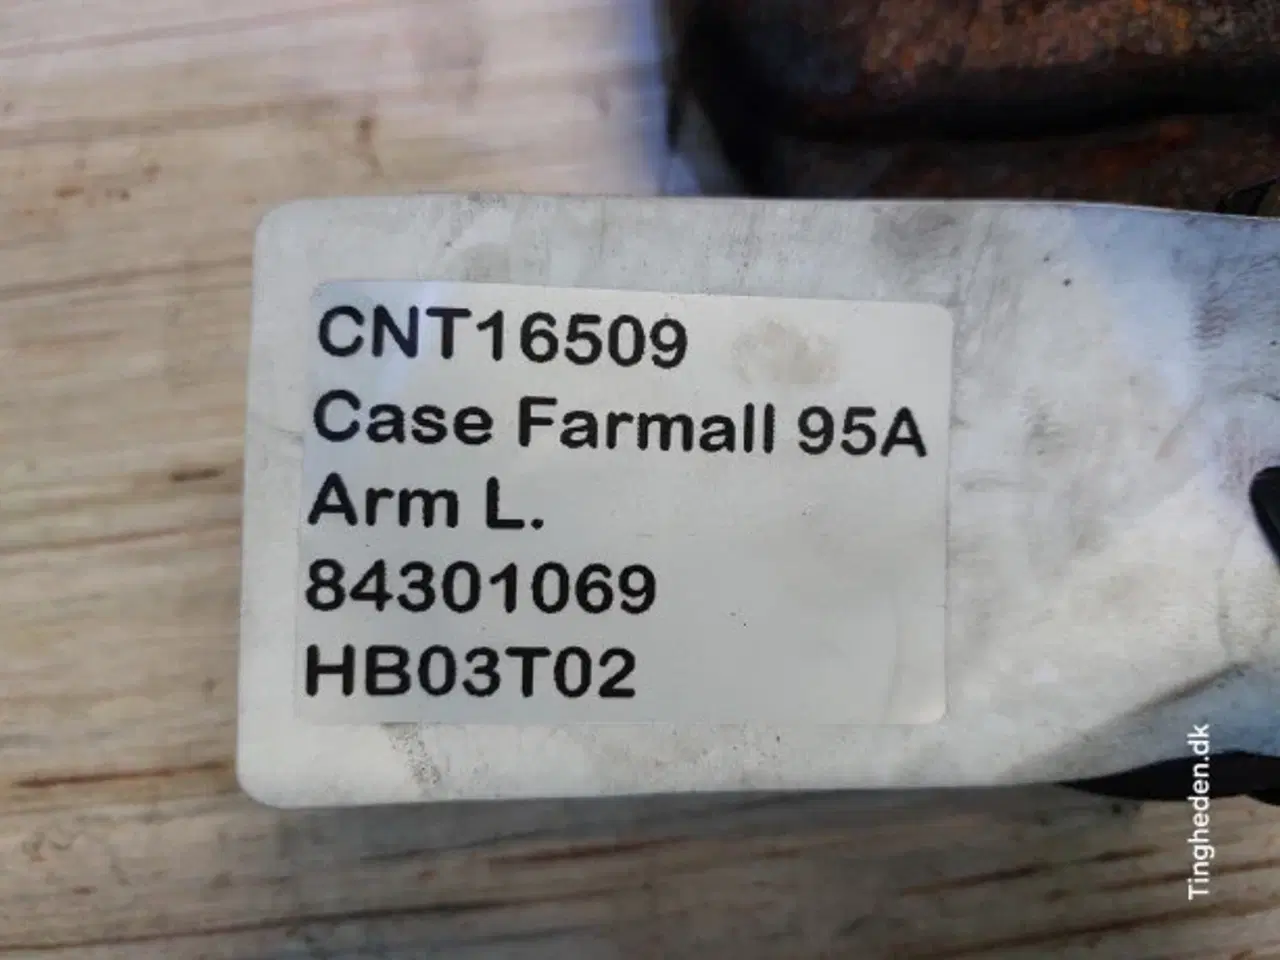 CNT16509
Case Farmall 95A
Arm L.
84301069
HB03T02
Tingheden.dk